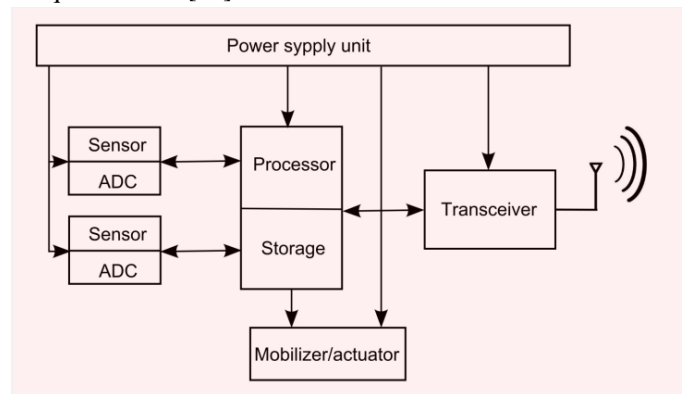 Power sypply unit
Sensor
ADC
Processor
Sensor
ADC
Storage
Transceiver
Mobilizer/actuator